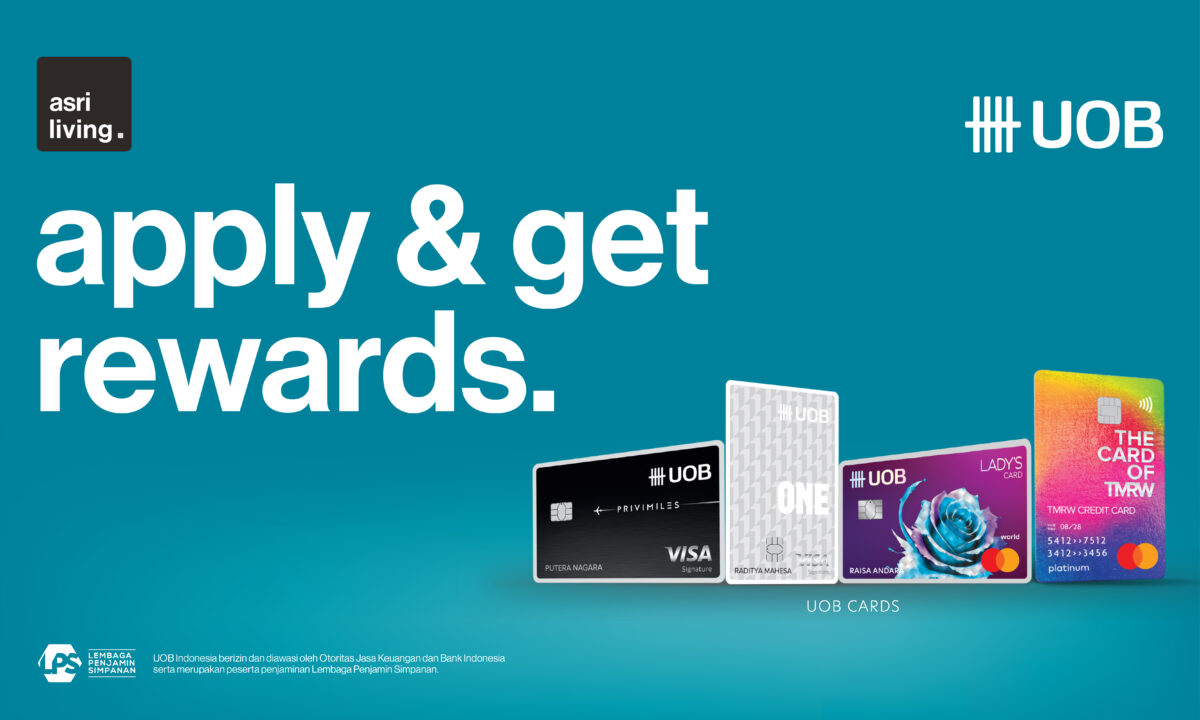 asri
living.
UOB
apply & get
rewards.
UOB
PRIVIMILES
VISA
Signature
PUTERA NAGARA
UOB
ONE
VISA
RADITYA MAHESA
UOB
LADY'S
CARD
world
RAISA ANDARA
THE
CARD
OF
TMRW
TMRW CREDIT CARD
08/28
5412>>7512
3412>>3456
platinum
UOB CARDS
LPS
LEMBAGA
PENJAMIN
SIMPANAN
UOB Indonesia berizin dan diawasi oleh Otoritas Jasa Keuangan dan Bank Indonesia
serta merupakan peserta penjaminan Lembaga Penjamin Simpanan.